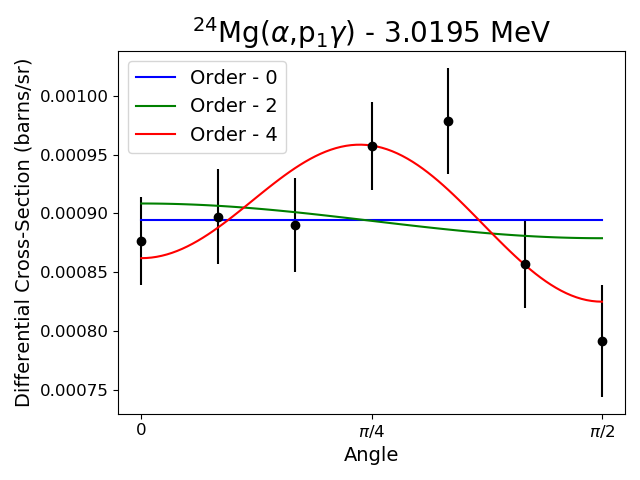 ²⁴Mg(α,p₁γ) - 3.0195 MeV
Order - 0
Order - 2
Order - 4
Differential Cross-Section (barns/sr)
0.00100
0.00095
0.00090
0.00085
0.00080
0.00075
0 π/4 π/2
Angle